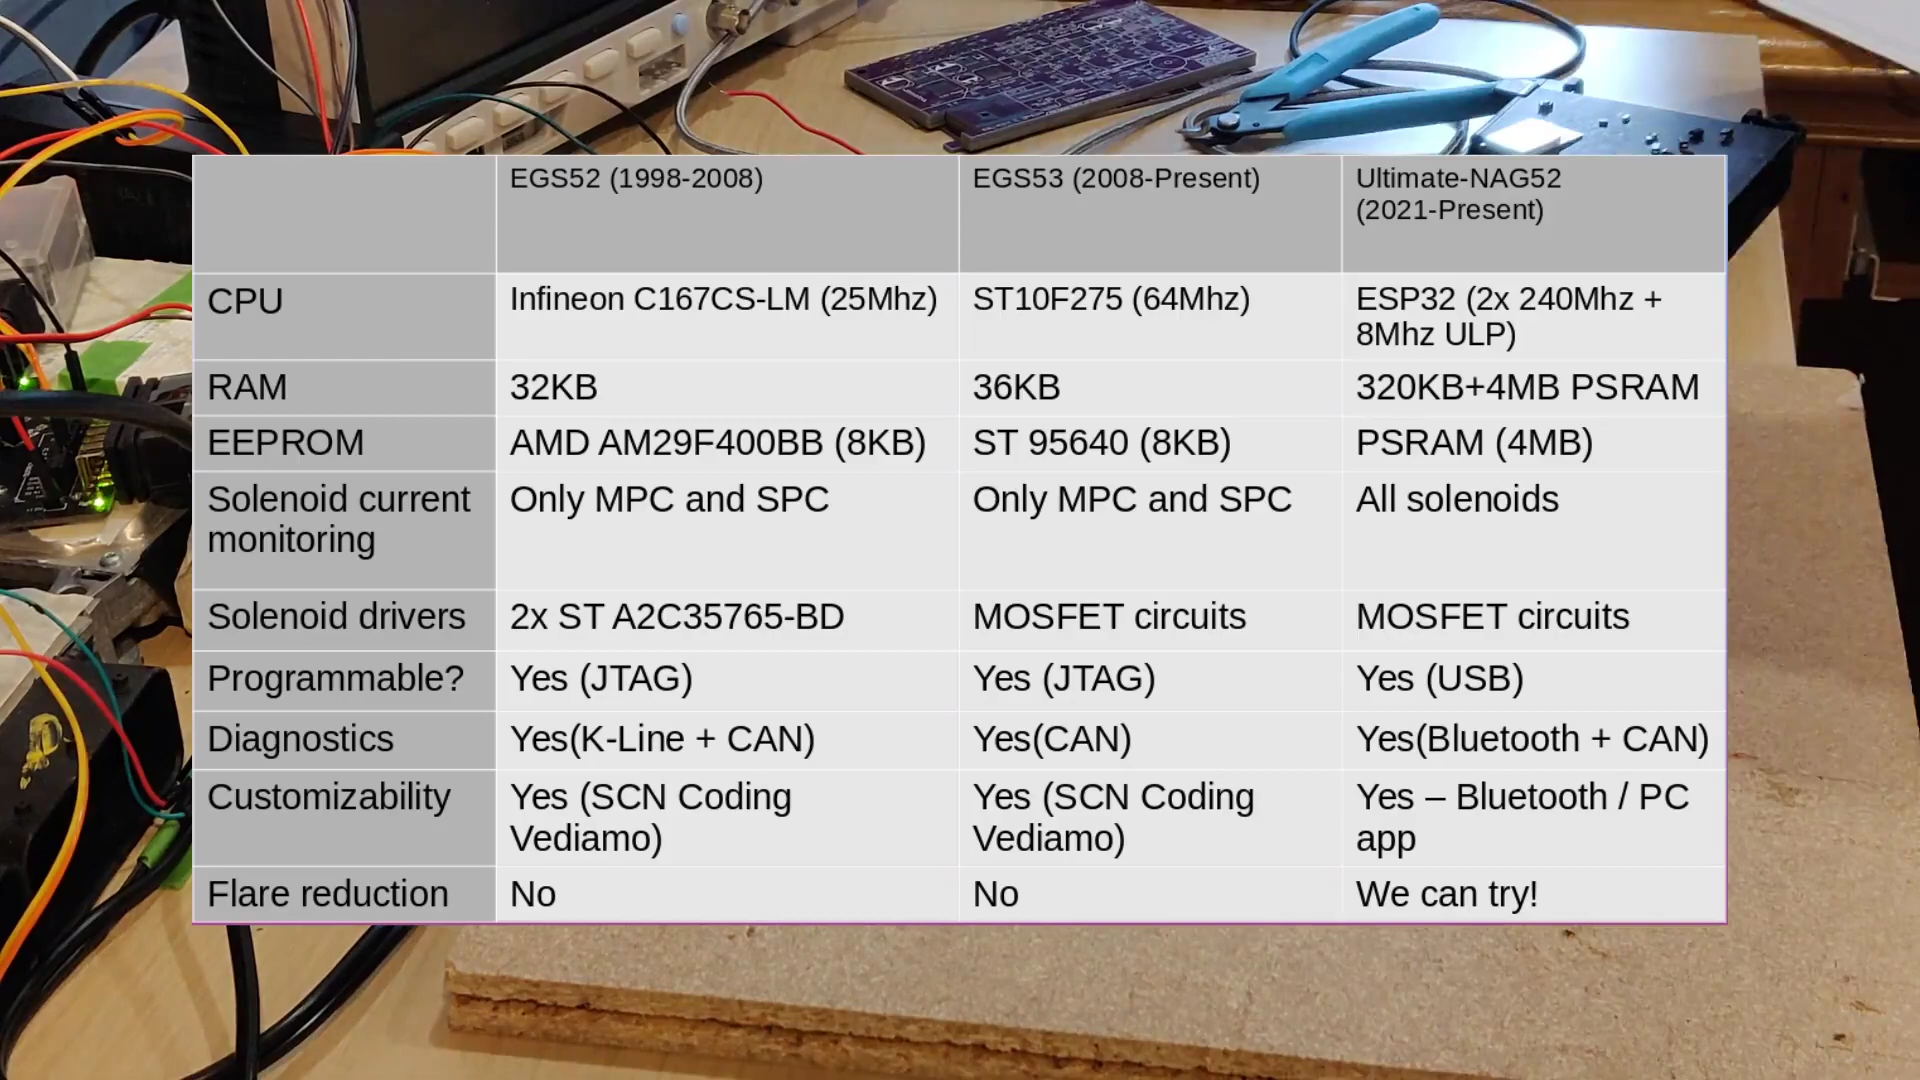 EGS52 (1998-2008) EGS53 (2008-Present) Ultimate-NAG52
(2021-Present)
CPU Infineon C167CS-LM (25Mhz) ST10F275 (64Mhz) ESP32 (2x 240Mhz +
8Mhz ULP)
RAM 32KB 36KB 320KB+4MB PSRAM
EEPROM AMD AM29F400BB (8KB) ST 95640 (8KB) PSRAM (4MB)
Solenoid current Only MPC and SPC Only MPC and SPC All solenoids
monitoring
Solenoid drivers 2x ST A2C35765-BD MOSFET circuits MOSFET circuits
Programmable? Yes (JTAG) Yes (JTAG) Yes (USB)
Diagnostics Yes(K-Line + CAN) Yes(CAN) Yes(Bluetooth + CAN)
Customizability Yes (SCN Coding Yes (SCN Coding Yes – Bluetooth / PC
Vediamo) Vediamo) app
Flare reduction No No We can try!